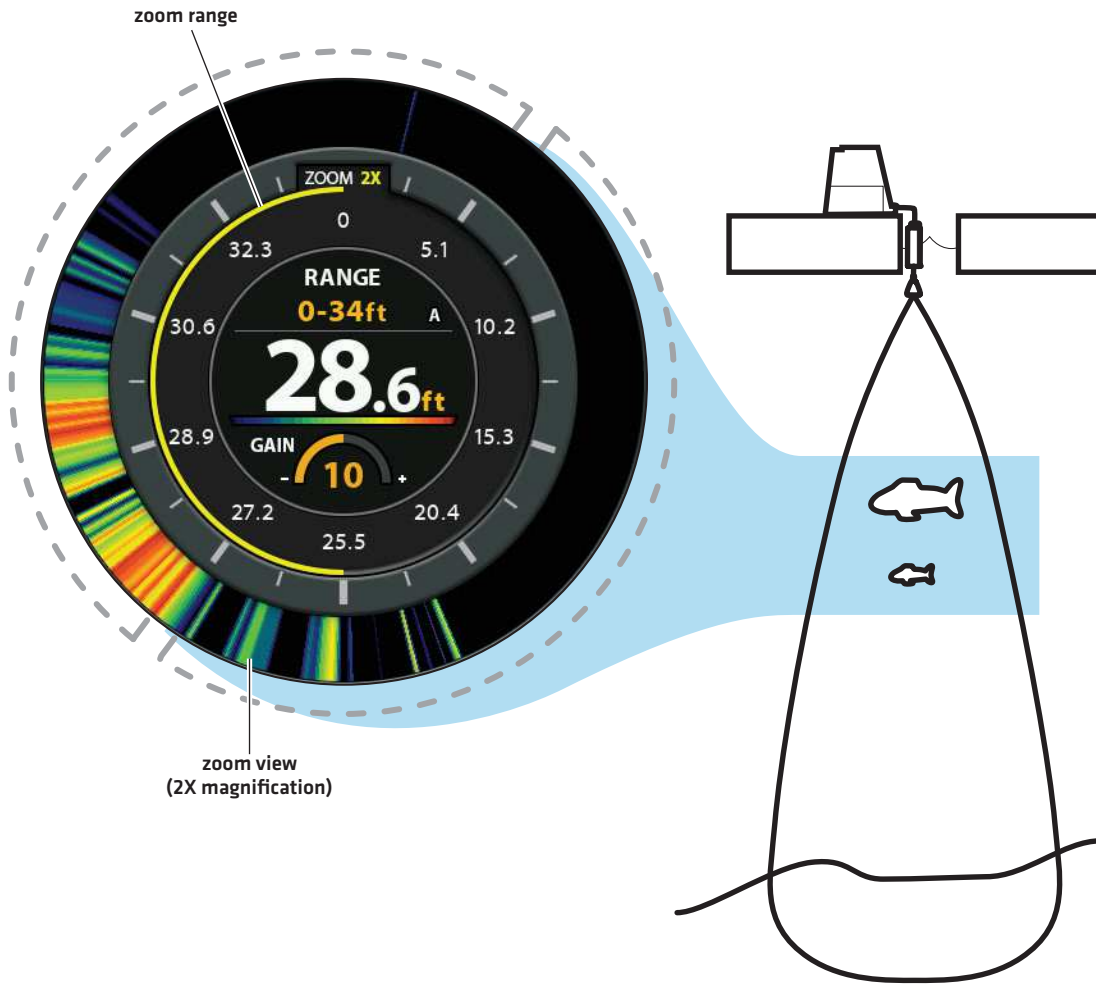 zoom range
ZOOM 2X
0
32.3
5.1
RANGE
0-34ft
A
30.6
10.2
28.6ft
28.9
15.3
GAIN
- 10 +
27.2
20.4
25.5
zoom view
(2X magnification)